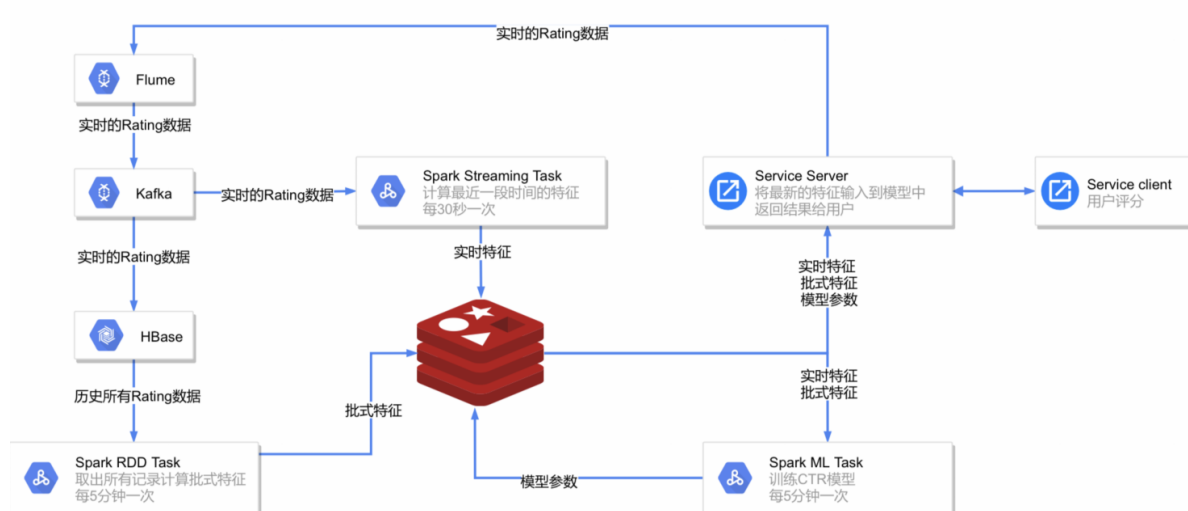 实时的Rating数据
Flume
实时的Rating数据
Kafka
实时的Rating数据
Spark Streaming Task
计算最近一段时间的特征
每30秒一次
Service Server
将最新的特征输入到模型中
返回结果给用户
Service client
用户评分
实时的Rating数据
实时特征
实时特征
批式特征
模型参数
HBase
历史所有Rating数据
批式特征
实时特征
批式特征
Spark RDD Task
取出所有记录计算批式特征
每5分钟一次
模型参数
Spark ML Task
训练CTR模型
每5分钟一次